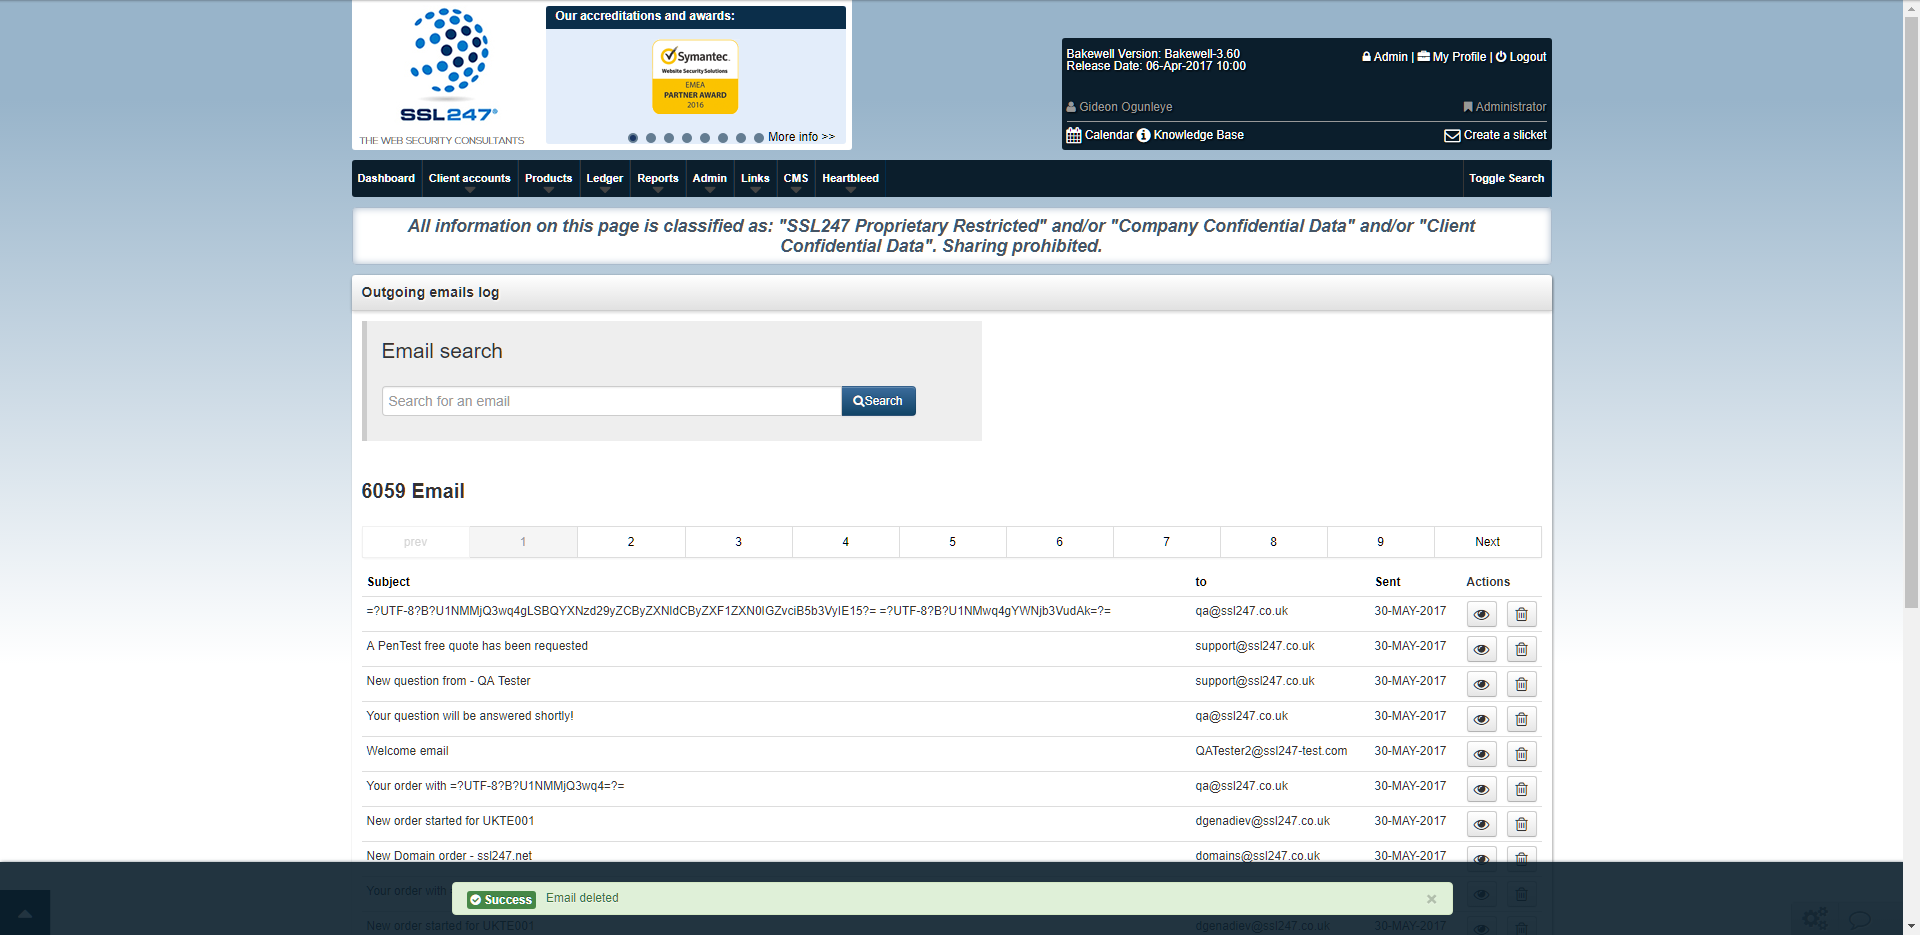 Our accreditations and awards:
Symantec.
Website Security Solutions
EMEA
PARTNER AWARD
2016
SSL247®
THE WEB SECURITY CONSULTANTS
More info >>
Bakewell Version: Bakewell-3.60
Release Date: 06-Apr-2017 10:00
Admin | My Profile | Logout
Gideon Ogunleye
Administrator
Calendar Knowledge Base
Create a slicket
Dashboard Client accounts Products Ledger Reports Admin Links CMS Heartbleed Toggle Search
All information on this page is classified as: "SSL247 Proprietary Restricted" and/or "Company Confidential Data" and/or "Client
Confidential Data". Sharing prohibited.
Outgoing emails log
Email search
Search for an email
Search
6059 Email
prev 1 2 3 4 5 6 7 8 9 Next
Subject to Sent Actions
=?UTF-8?B?U1NMMjQ3wq4gLSBQYXNzd29yZCByZXNldCByZXF1ZXN0IGZvciB5b3VyIE15?= =?UTF-8?B?U1NMwq4gYWNjb3VudAk=?= qa@ssl247.co.uk 30-MAY-2017
A PenTest free quote has been requested support@ssl247.co.uk 30-MAY-2017
New question from - QA Tester support@ssl247.co.uk 30-MAY-2017
Your question will be answered shortly! qa@ssl247.co.uk 30-MAY-2017
Welcome email QATester2@ssl247-test.com 30-MAY-2017
Your order with =?UTF-8?B?U1NMMjQ3wq4=?= qa@ssl247.co.uk 30-MAY-2017
New order started for UKTE001 dgenadiev@ssl247.co.uk 30-MAY-2017
New Domain order - ssl247.net domains@ssl247.co.uk 30-MAY-2017
Your order with
Success Email deleted ×
New order started for UKTE001 dgenadiev@ssl247.co.uk 30-MAY-2017